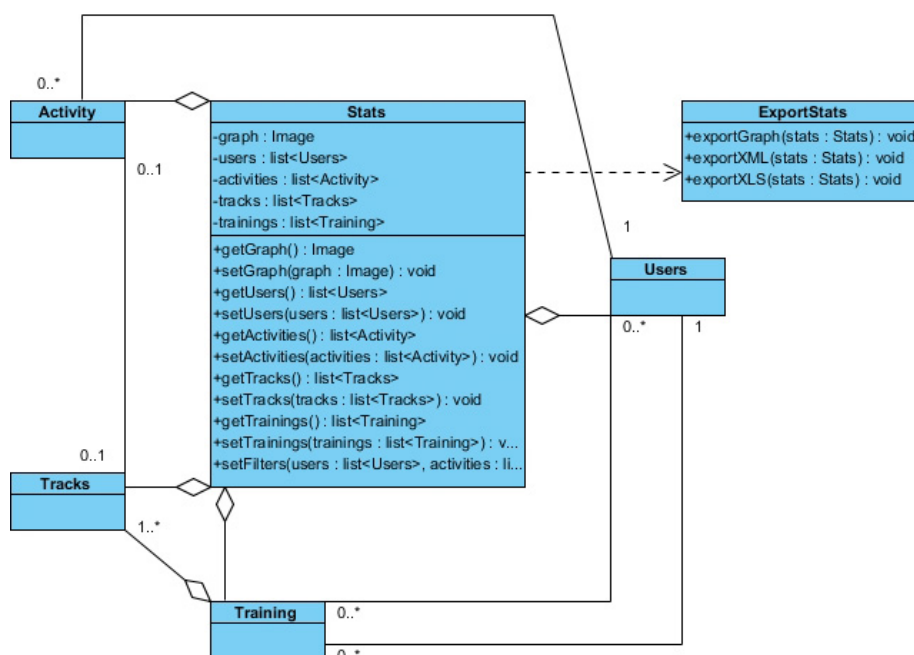 0..*
Activity
0..1
Stats
-graph : Image
-users : list<Users>
-activities : list<Activity>
-tracks : list<Tracks>
-trainings : list<Training>
+getGraph() : Image
+setGraph(graph : Image) : void
+getUsers() : list<Users>
+setUsers(users : list<Users>) : void
+getActivities() : list<Activity>
+setActivities(activities : list<Activity>) : void
+getTracks() : list<Tracks>
+setTracks(tracks : list<Tracks>) : void
+getTrainings() : list<Training>
+setTrainings(trainings : list<Training>) : v...
+setFilters(users : list<Users>, activities : li...
ExportStats
+exportGraph(stats : Stats) : void
+exportXML(stats : Stats) : void
+exportXLS(stats : Stats) : void
1
Users
0..*
1
0..1
Tracks
1..*
Training
0..*
0..*